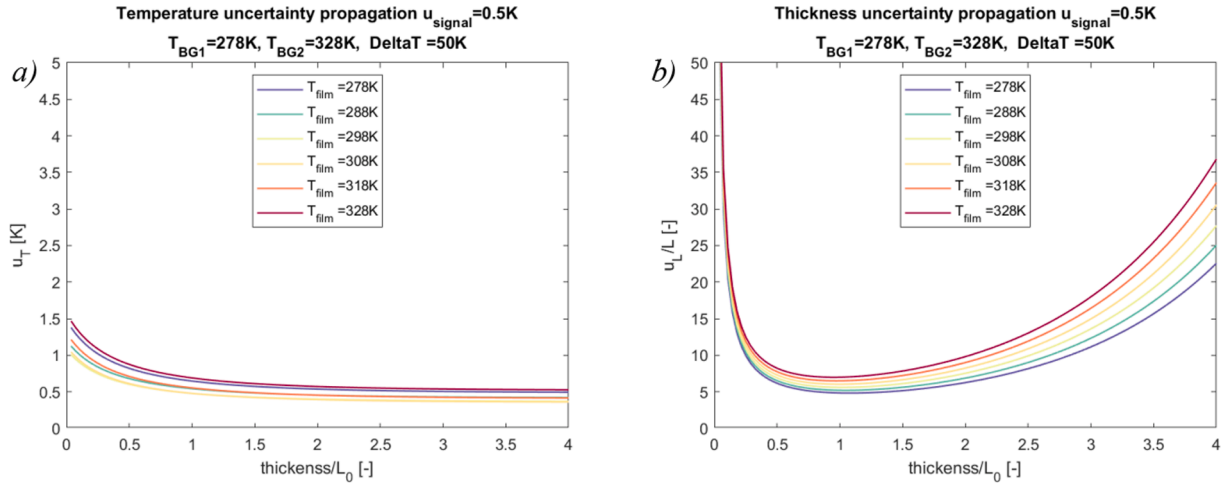 Temperature uncertainty propagation u_signal=0.5K
T_BG1=278K, T_BG2=328K, DeltaT =50K
a)
5
4.5
4
3.5
3
2.5
2
1.5
1
0.5
0
u_T [K]
T_film =278K
T_film =288K
T_film =298K
T_film =308K
T_film =318K
T_film =328K
0 0.5 1 1.5 2 2.5 3 3.5 4
thickenss/L_0 [-]
Thickness uncertainty propagation u_signal=0.5K
T_BG1=278K, T_BG2=328K, DeltaT =50K
b)
50
45
40
35
30
25
20
15
10
5
0
u_L/L [-]
T_film =278K
T_film =288K
T_film =298K
T_film =308K
T_film =318K
T_film =328K
0 0.5 1 1.5 2 2.5 3 3.5 4
thickenss/L_0 [-]